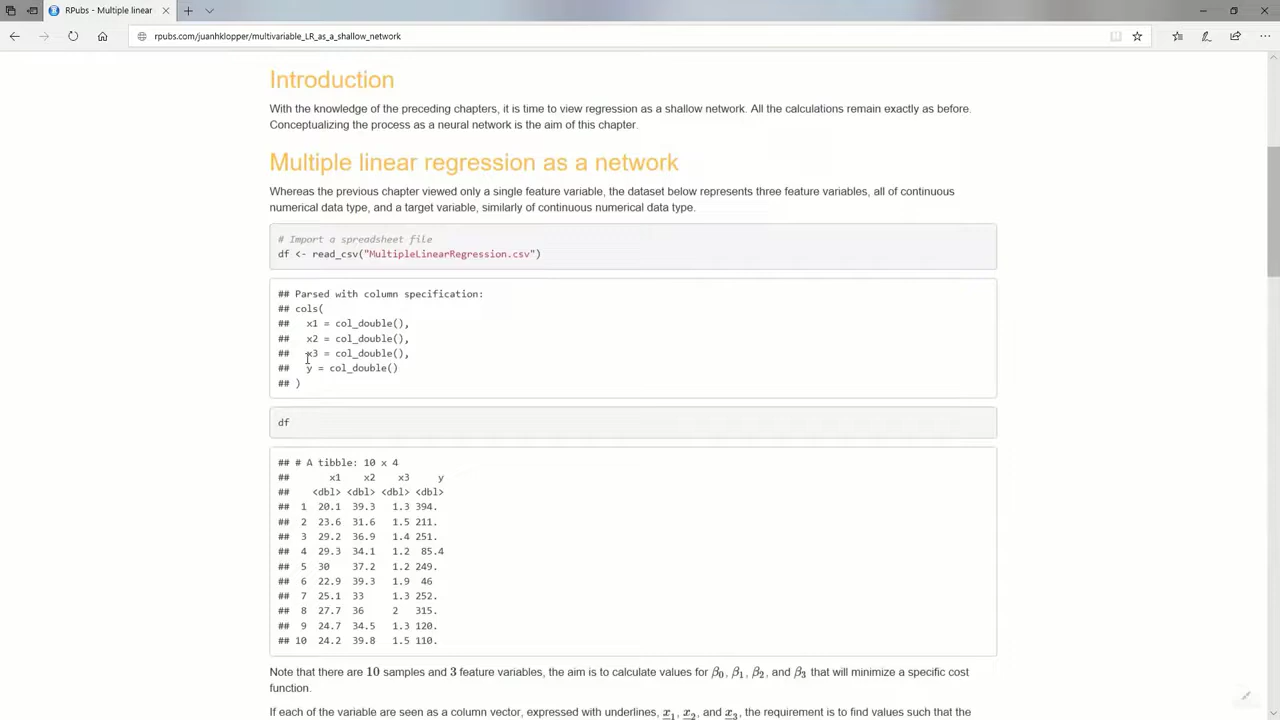 RPubs - Multiple linear
rpubs.com/juanhklopper/multivariable_LR_as_a_shallow_network
Introduction
With the knowledge of the preceding chapters, it is time to view regression as a shallow network. All the calculations remain exactly as before.
Conceptualizing the process as a neural network is the aim of this chapter.
Multiple linear regression as a network
Whereas the previous chapter viewed only a single feature variable, the dataset below represents three feature variables, all of continuous
numerical data type, and a target variable, similarly of continuous numerical data type.
# Import a spreadsheet file
df <- read_csv("MultipleLinearRegression.csv")
## Parsed with column specification:
## cols(
##   x1 = col_double(),
##   x2 = col_double(),
##   x3 = col_double(),
##   y = col_double()
## )
df
## # A tibble: 10 x 4
##       x1    x2    x3     y
##    <dbl> <dbl> <dbl> <dbl>
##  1  20.1  39.3   1.3 394.
##  2  23.6  31.6   1.5 211.
##  3  29.2  36.9   1.4 251.
##  4  29.3  34.1   1.2  85.4
##  5  30    37.2   1.2 249.
##  6  22.9  39.3   1.9  46
##  7  25.1  33     1.3 252.
##  8  27.7  36     2   315.
##  9  24.7  34.5   1.3 120.
## 10  24.2  39.8   1.5 110.
Note that there are 10 samples and 3 feature variables, the aim is to calculate values for β0, β1, β2, and β3 that will minimize a specific cost
function.
If each of the variable are seen as a column vector, expressed with underlines, x1, x2, and x3, the requirement is to find values such that the